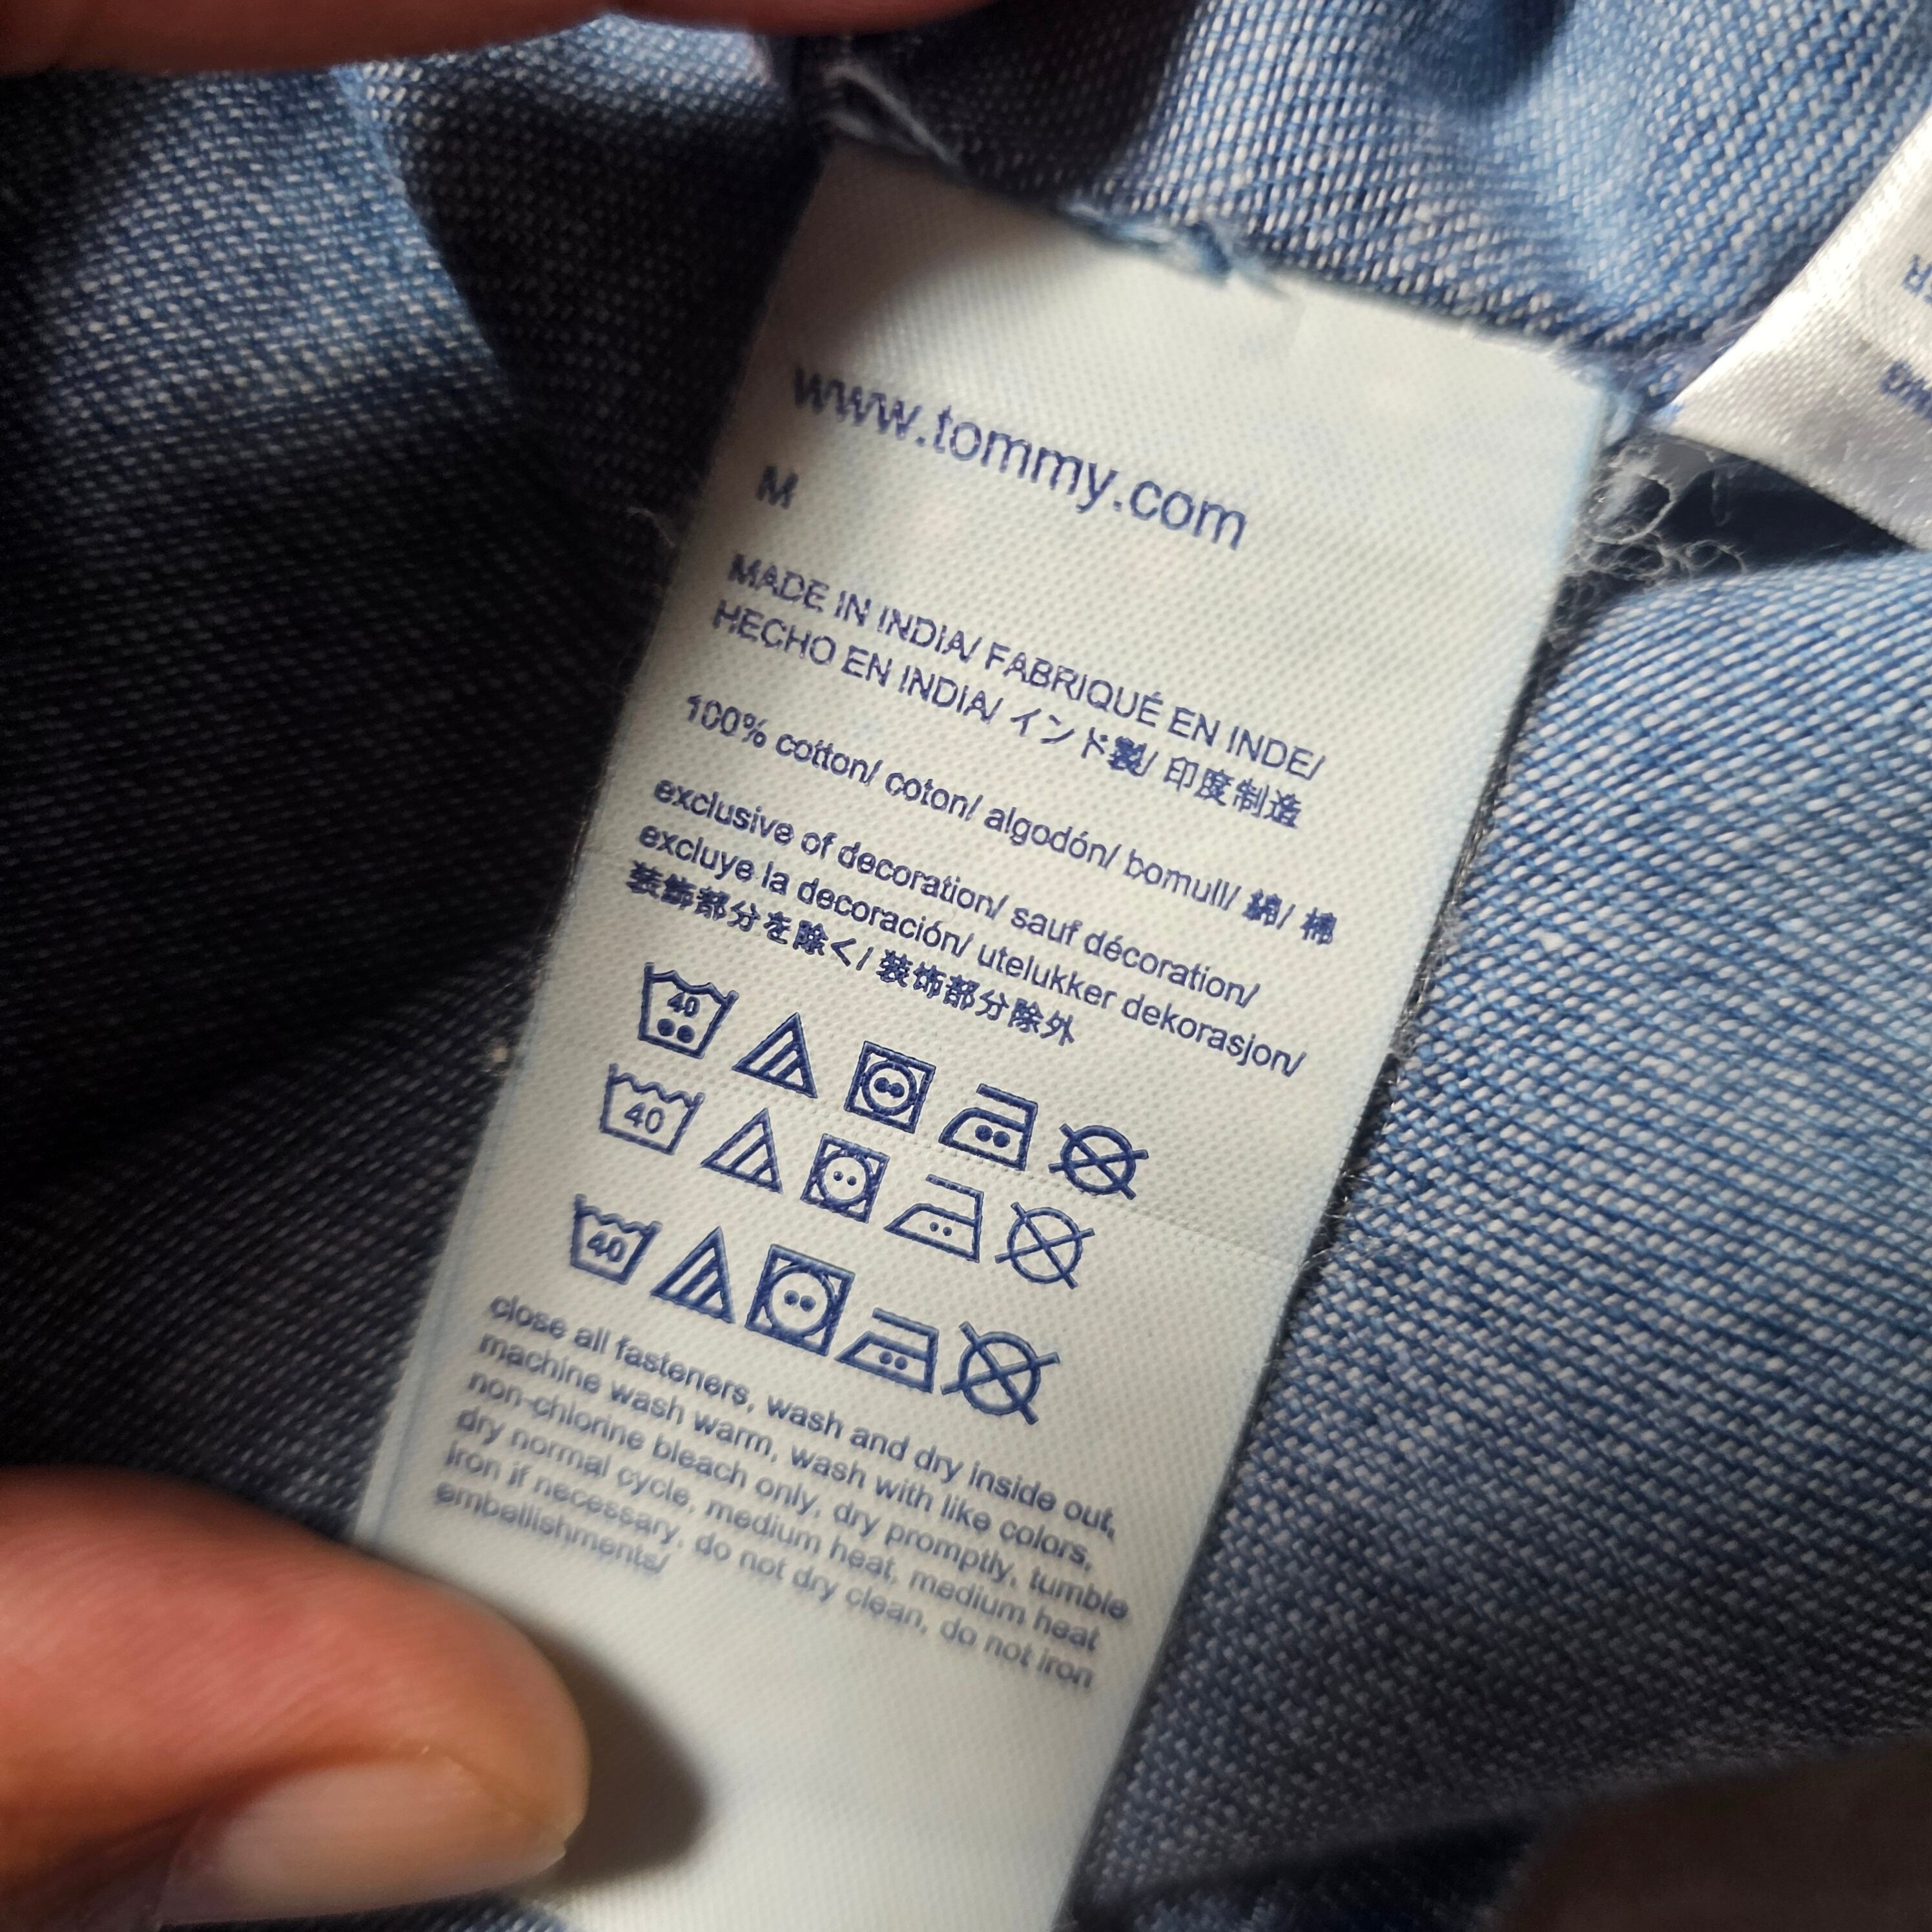 www.tommy.com
M
MADE IN INDIA/ FABRIQUÉ EN INDE/
HECHO EN INDIA/ インド製/ 印度制造
100% cotton/ coton/ algodón/ bomull/ 綿/ 棉
exclusive of decoration/ sauf décoration/
excluye la decoración/ utelukker dekorasjon/
装飾部分を除く/ 装饰部分除外
40
40
40
close all fasteners, wash and dry inside out,
machine wash warm, wash with like colors,
non-chlorine bleach only, dry promptly, tumble
dry normal cycle, medium heat, medium heat
iron if necessary, do not dry clean, do not iron
embellishments/